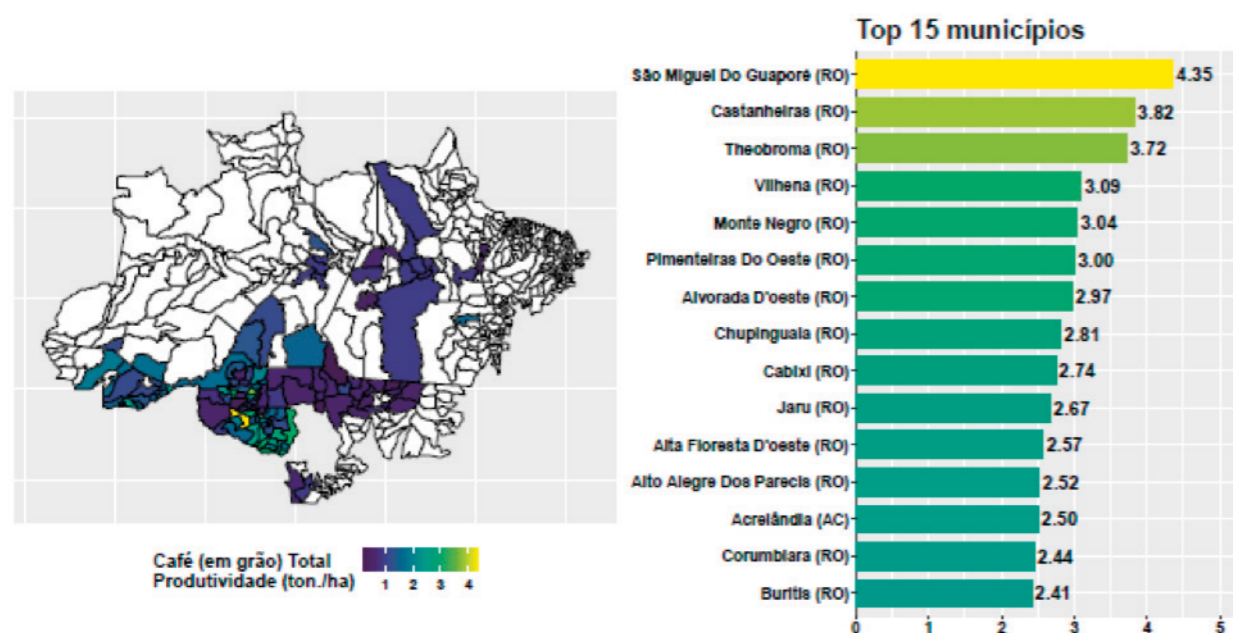 Top 15 municípios
São Miguel Do Guaporé (RO)
4.35
Castanheiras (RO)
3.82
Theobroma (RO)
3.72
Vilhena (RO)
3.09
Monte Negro (RO)
3.04
Pimenteiras Do Oeste (RO)
3.00
Alvorada D'oeste (RO)
2.97
Chupinguaia (RO)
2.81
Cabixi (RO)
2.74
Jaru (RO)
2.67
Alta Floresta D'oeste (RO)
2.57
Alto Alegre Dos Parecis (RO)
2.52
Acrelândia (AC)
2.50
Corumbiara (RO)
2.44
Buritis (RO)
2.41
0 1 2 3 4 5
Café (em grão) Total
Produtividade (ton./ha)
1 2 3 4